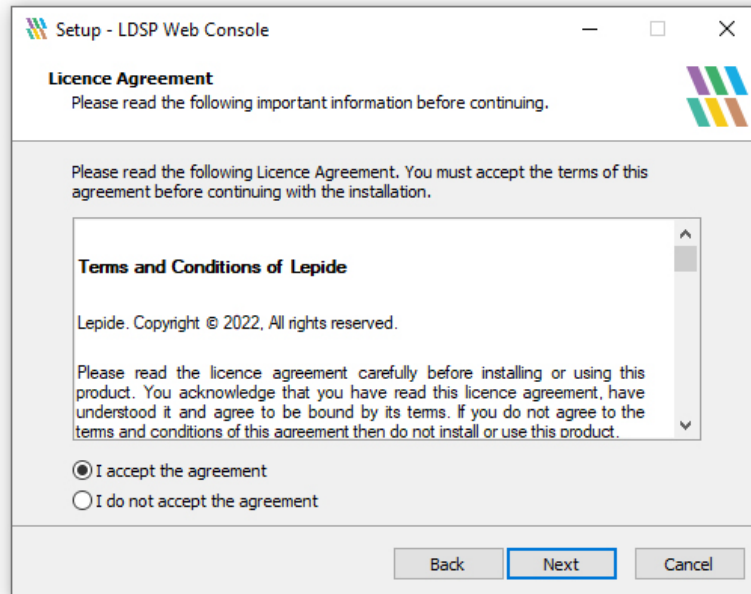 Setup - LDSP Web Console
Licence Agreement
Please read the following important information before continuing.
Please read the following Licence Agreement. You must accept the terms of this
agreement before continuing with the installation.
Terms and Conditions of Lepide
Lepide. Copyright © 2022, All rights reserved.
Please read the licence agreement carefully before installing or using this
product. You acknowledge that you have read this licence agreement, have
understood it and agree to be bound by its terms. If you do not agree to the
terms and conditions of this agreement then do not install or use this product.
I accept the agreement
I do not accept the agreement
Back Next Cancel